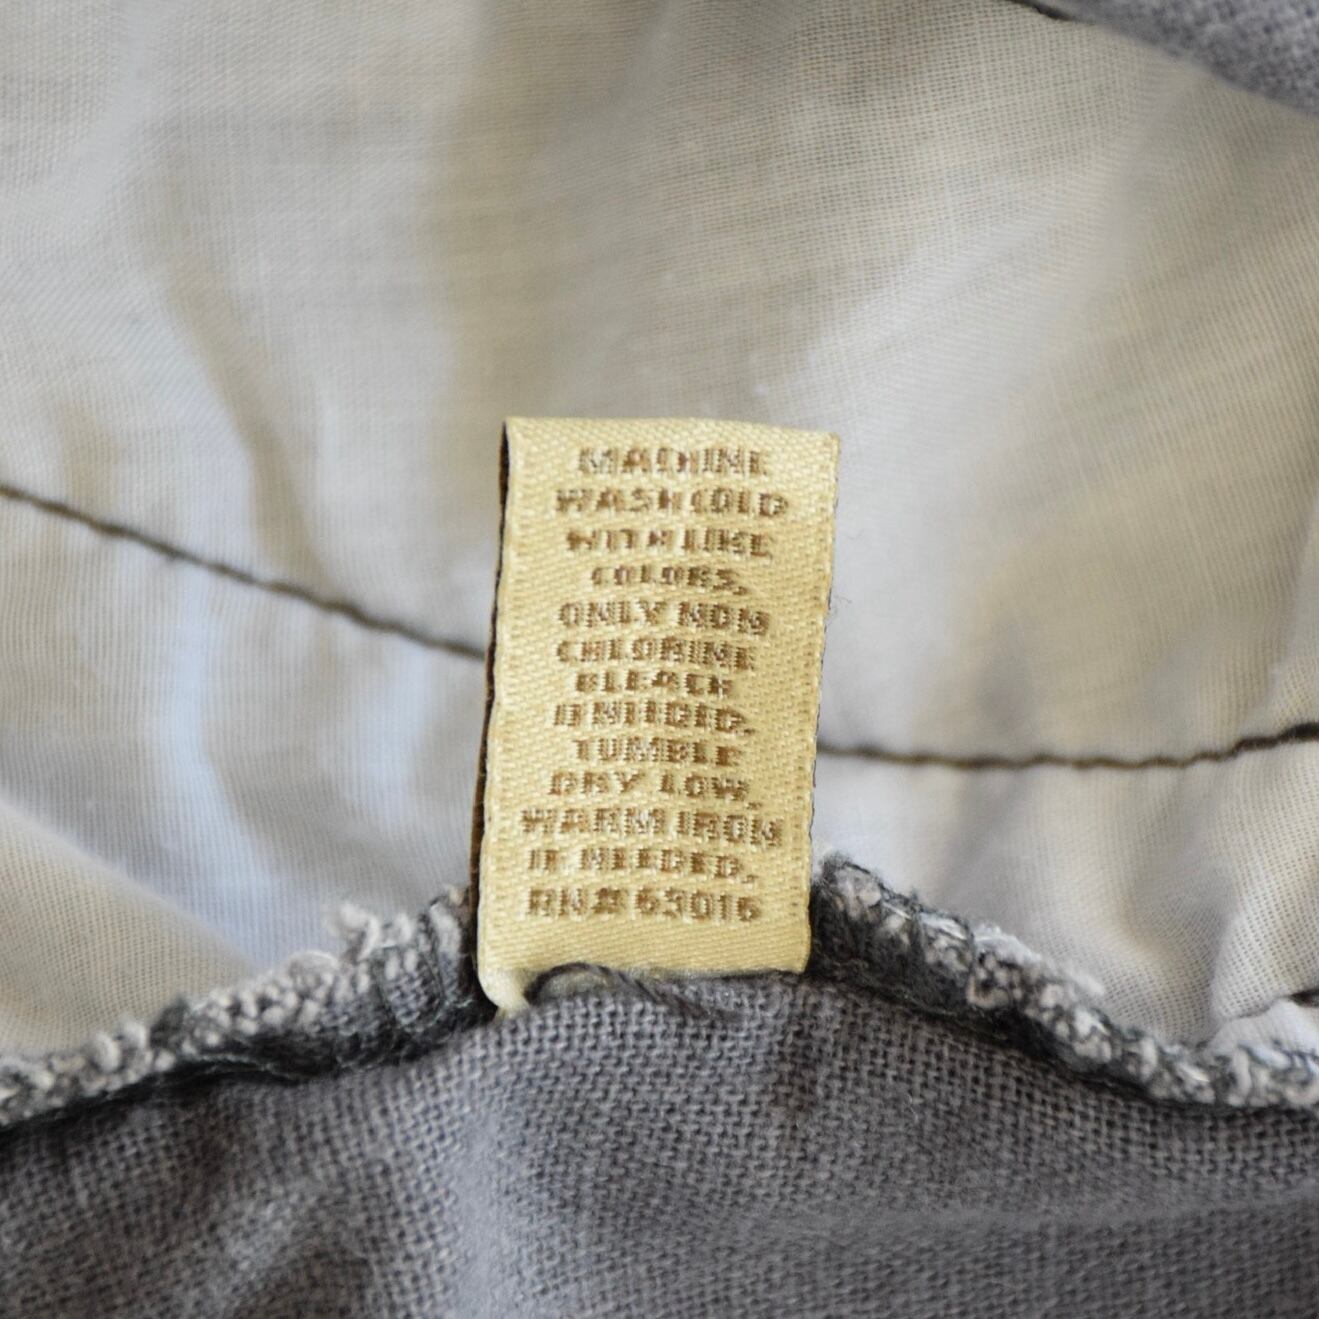 MACHINE
WASH COLD
WITH LIKE
COLORS,
ONLY NON
CHLORINE
BLEACH
IF NEEDED.
TUMBLE
DRY LOW.
WARM IRON
IF NEEDED.
RN# 63016